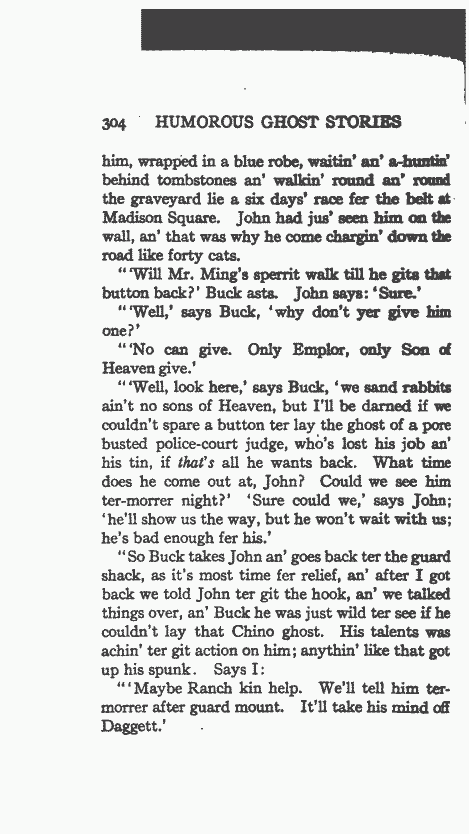 304 HUMOROUS GHOST STORIES
him, wrapped in a blue robe, waitin' an' a-huntin'
behind tombstones an' walkin' round an' round
the graveyard lie a six days' race fer the belt at
Madison Square. John had jus' seen him on the
wall, an' that was why he come chargin' down the
road like forty cats.
"'Will Mr. Ming's sperrit walk till he gits that
button back?' Buck asts. John says: 'Sure.'
"'Well,' says Buck, 'why don't yer give him
one?'
"'No can give. Only Emplor, only Son of
Heaven give.'
"'Well, look here,' says Buck, 'we sand rabbits
ain't no sons of Heaven, but I'll be darned if we
couldn't spare a button ter lay the ghost of a pore
busted police-court judge, who's lost his job an'
his tin, if that's all he wants back. What time
does he come out at, John? Could we see him
ter-morrer night?' 'Sure could we,' says John;
'he'll show us the way, but he won't wait with us;
he's bad enough fer his.'
"So Buck takes John an' goes back ter the guard
shack, as it's most time fer relief, an' after I got
back we told John ter git the hook, an' we talked
things over, an' Buck he was just wild ter see if he
couldn't lay that Chino ghost. His talents was
achin' ter git action on him; anythin' like that got
up his spunk. Says I:
"'Maybe Ranch kin help. We'll tell him ter-
morrer after guard mount. It'll take his mind off
Daggett.'